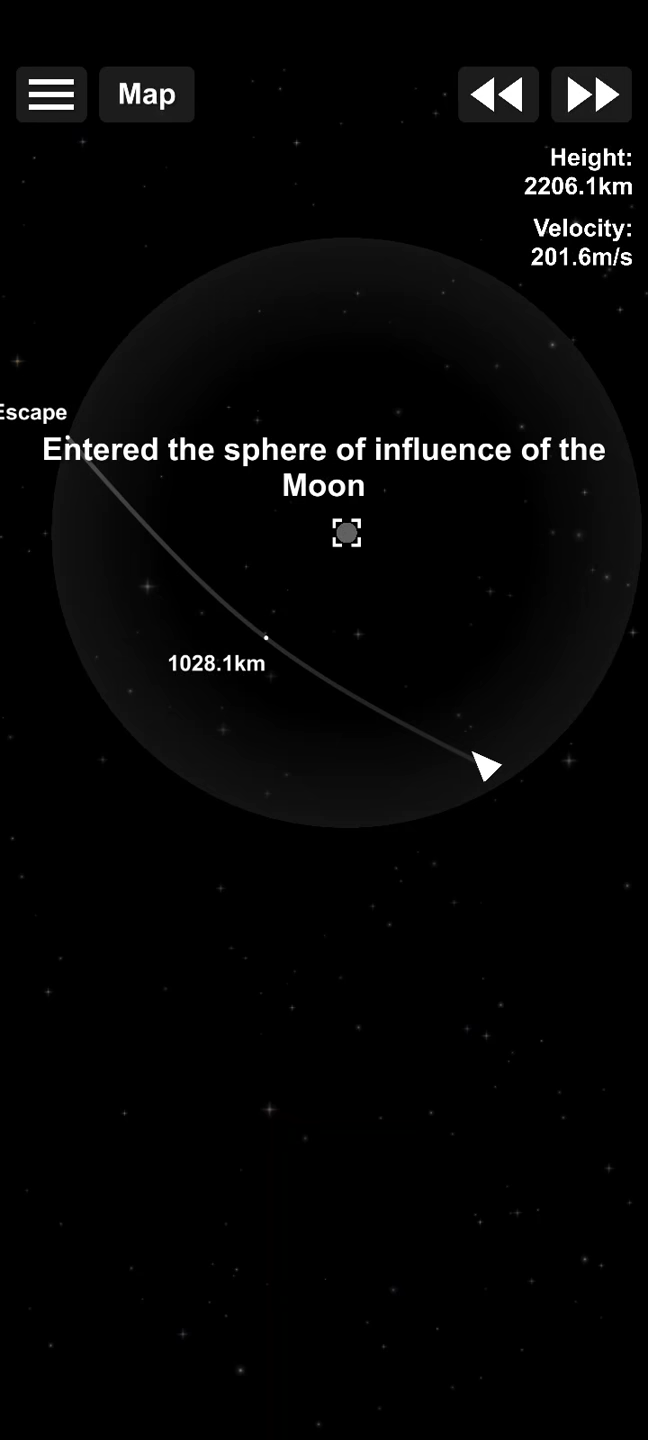 Map
Height:
2206.1km
Velocity:
201.6m/s
Escape
Entered the sphere of influence of the
Moon
1028.1km